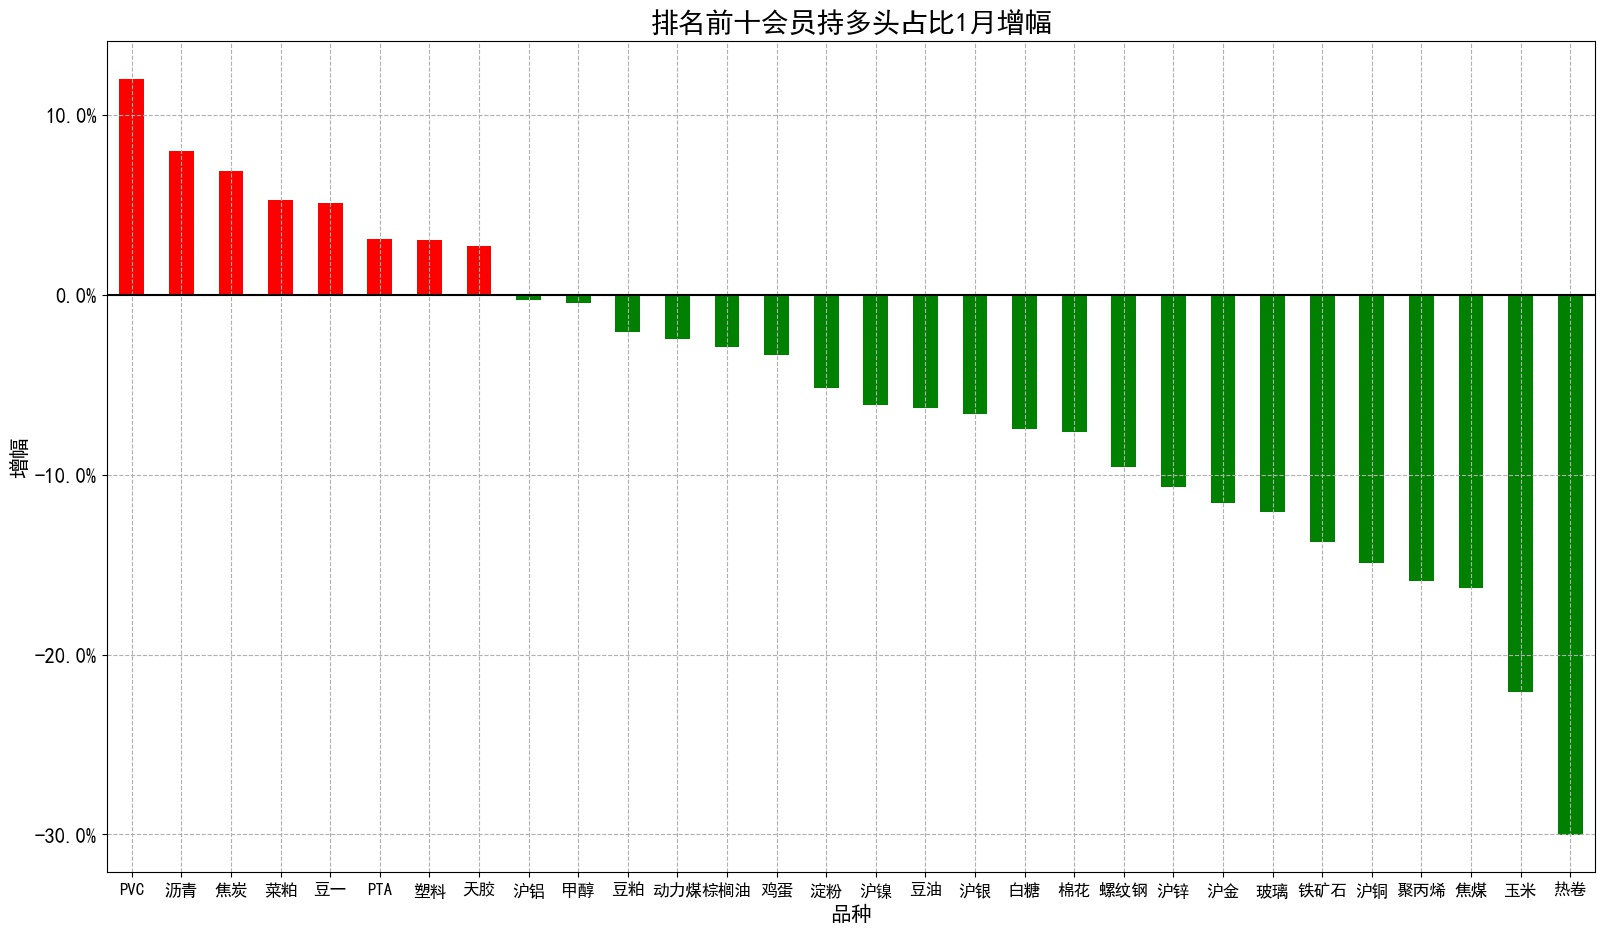 排名前十会员持多头占比1月增幅
10.0%
0.0%
-10.0%
-20.0%
-30.0%
增幅
PVC 沥青 焦炭 菜粕 豆一 PTA 塑料 天胶 沪铝 甲醇 豆粕 动力煤 棕榈油 鸡蛋 淀粉 沪镍 豆油 沪银 白糖 棉花 螺纹钢 沪锌 沪金 玻璃 铁矿石 沪铜 聚丙烯 焦煤 玉米 热卷
品种